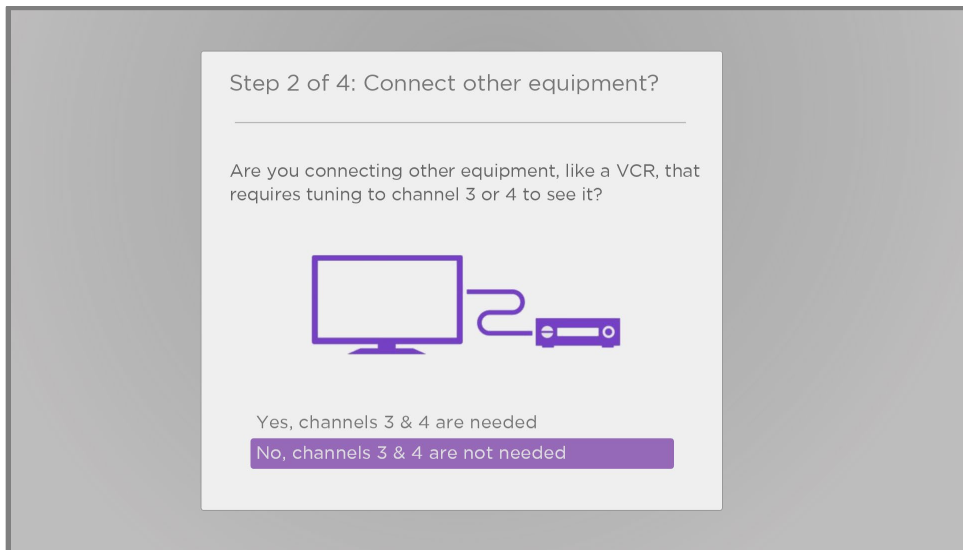 Step 2 of 4: Connect other equipment?
Are you connecting other equipment, like a VCR, that
requires tuning to channel 3 or 4 to see it?
Yes, channels 3 & 4 are needed
No, channels 3 & 4 are not needed